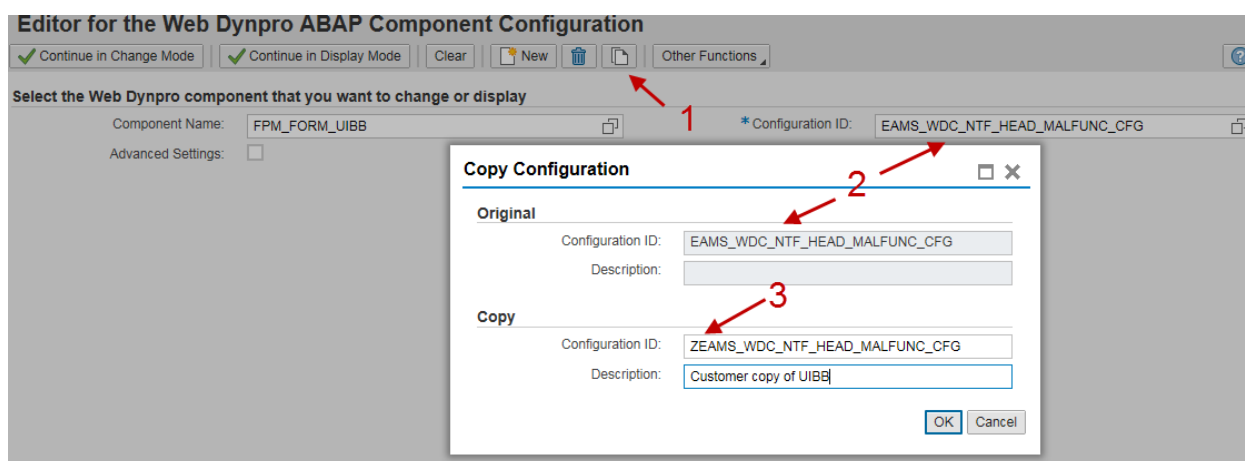 Editor for the Web Dynpro ABAP Component Configuration
Continue in Change Mode Continue in Display Mode Clear New Other Functions
Select the Web Dynpro component that you want to change or display
Component Name: FPM_FORM_UIBB 1 * Configuration ID: EAMS_WDC_NTF_HEAD_MALFUNC_CFG
Advanced Settings:
Copy Configuration
2
Original
Configuration ID: EAMS_WDC_NTF_HEAD_MALFUNC_CFG
Description:
3
Copy
Configuration ID: ZEAMS_WDC_NTF_HEAD_MALFUNC_CFG
Description: Customer copy of UIBB
OK Cancel